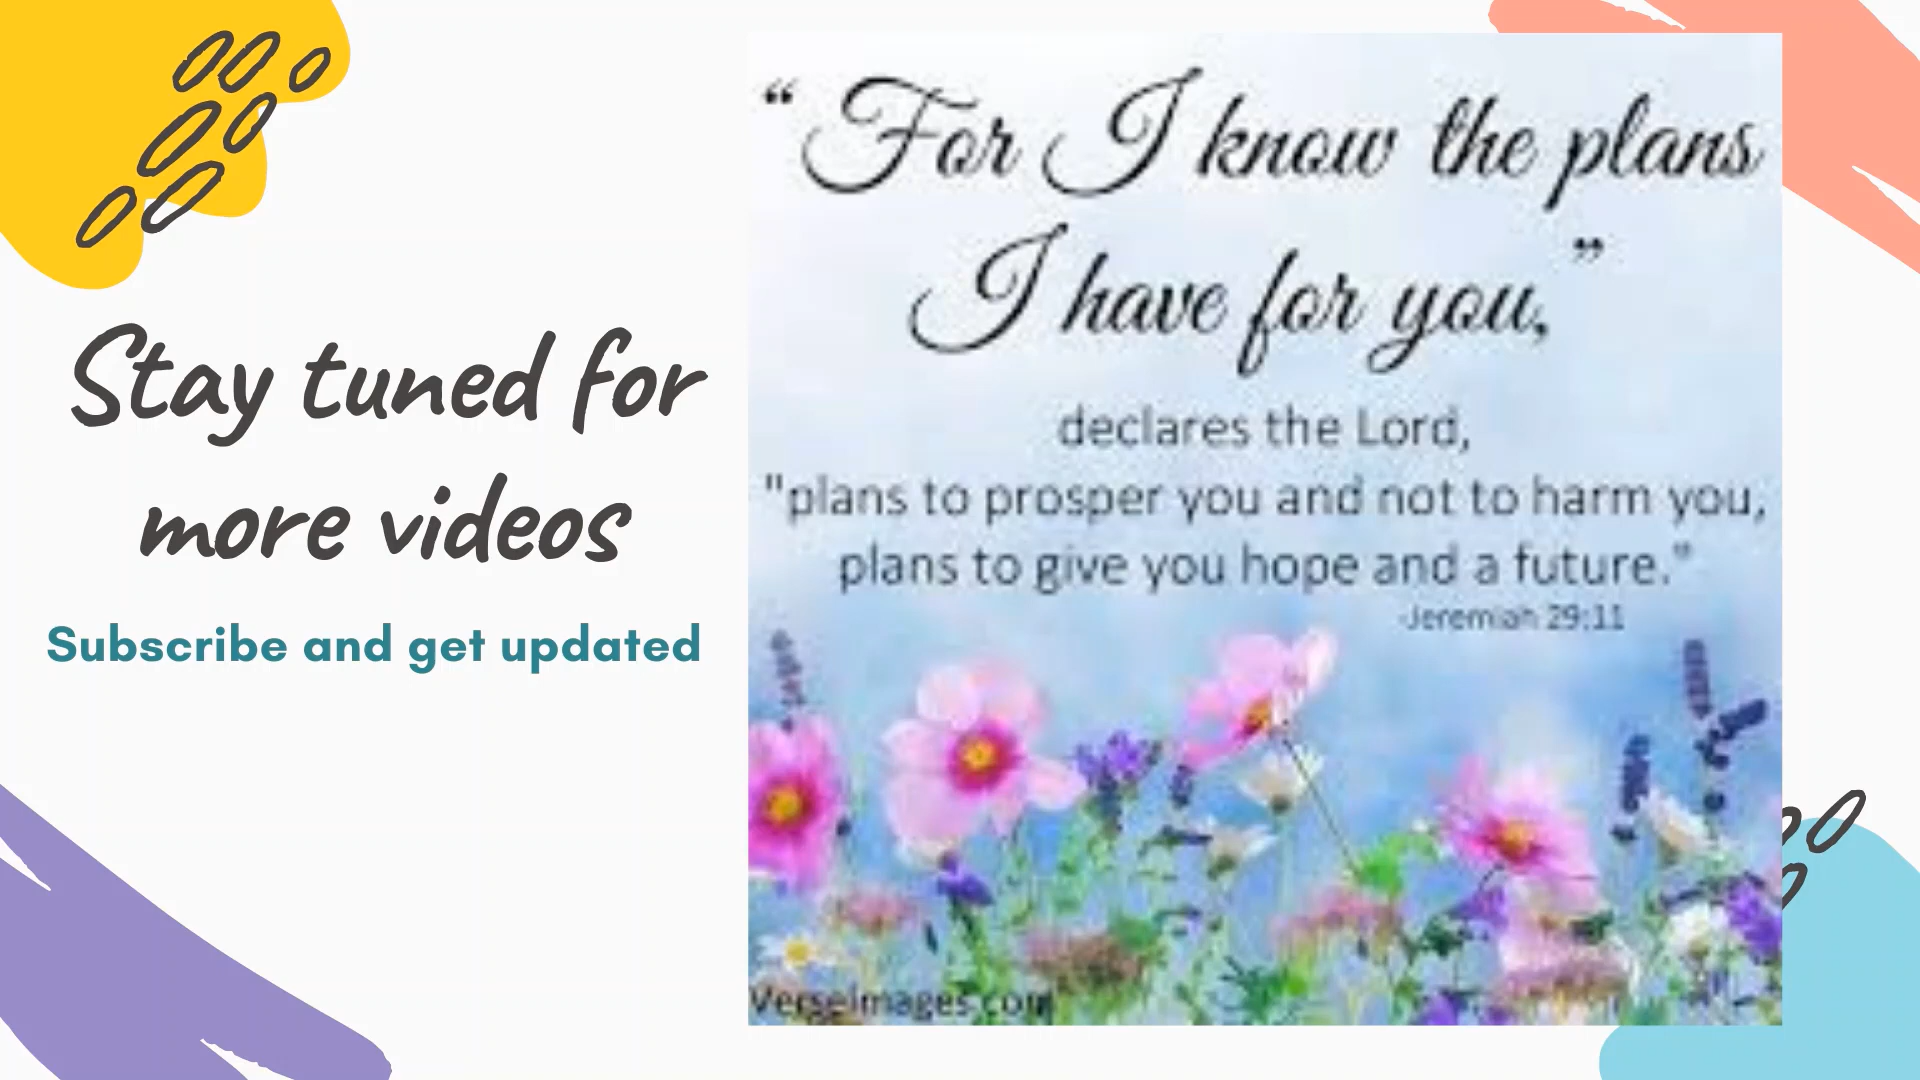 Stay tuned for
more videos
Subscribe and get updated
“For I know the plans
I have for you,”
declares the Lord,
"plans to prosper you and not to harm you,
plans to give you hope and a future."
-Jeremiah 29:11
VerseImages.com